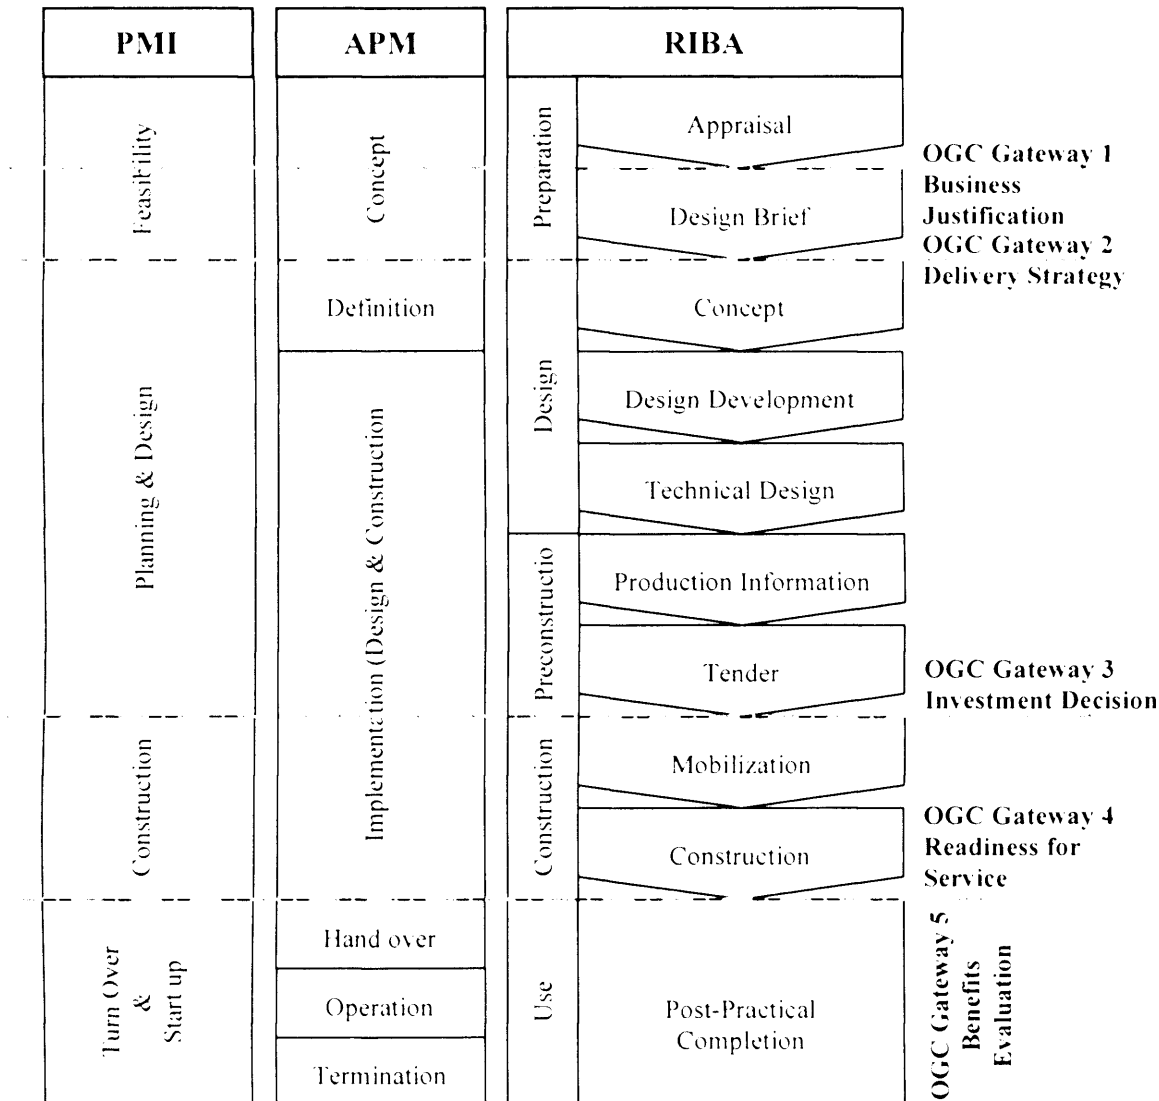 PMI
APM
RIBA
Feasibility
Planning & Design
Construction
Turn Over
&
Start up
Concept
Definition
Implementation (Design & Construction
Hand over
Operation
Termination
Preparation
Design
Preconstructio
Construction
Use
Appraisal
Design Brief
Concept
Design Development
Technical Design
Production Information
Tender
Mobilization
Construction
Post-Practical
Completion
OGC Gateway 1
Business
Justification
OGC Gateway 2
Delivery Strategy
OGC Gateway 3
Investment Decision
OGC Gateway 4
Readiness for
Service
OGC Gateway 5
Benefits
Evaluation